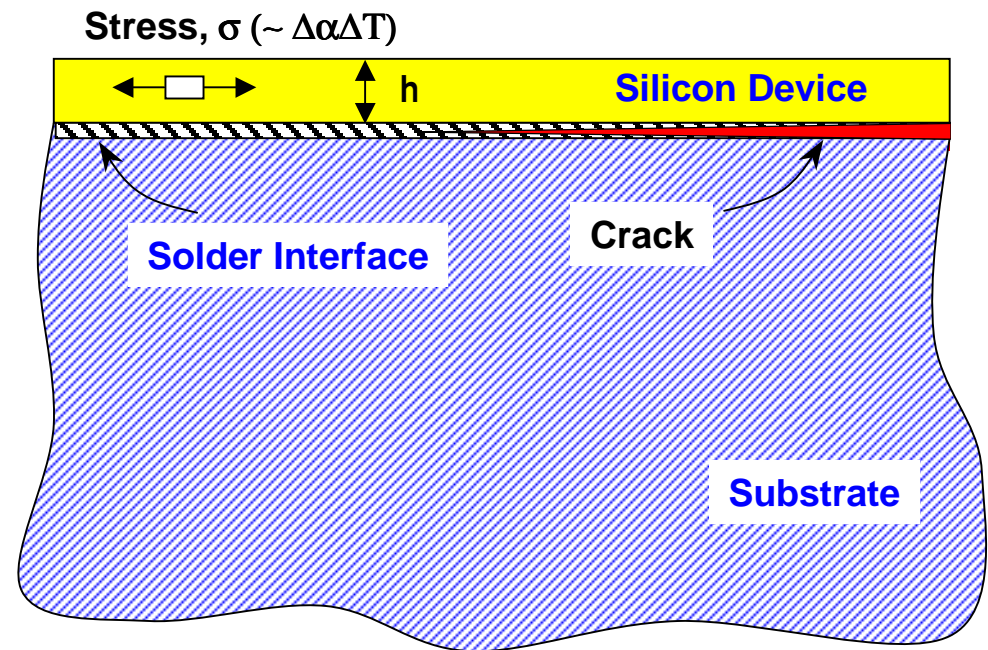 Stress, σ (~ ΔαΔT)
h
Silicon Device
Solder Interface
Crack
Substrate